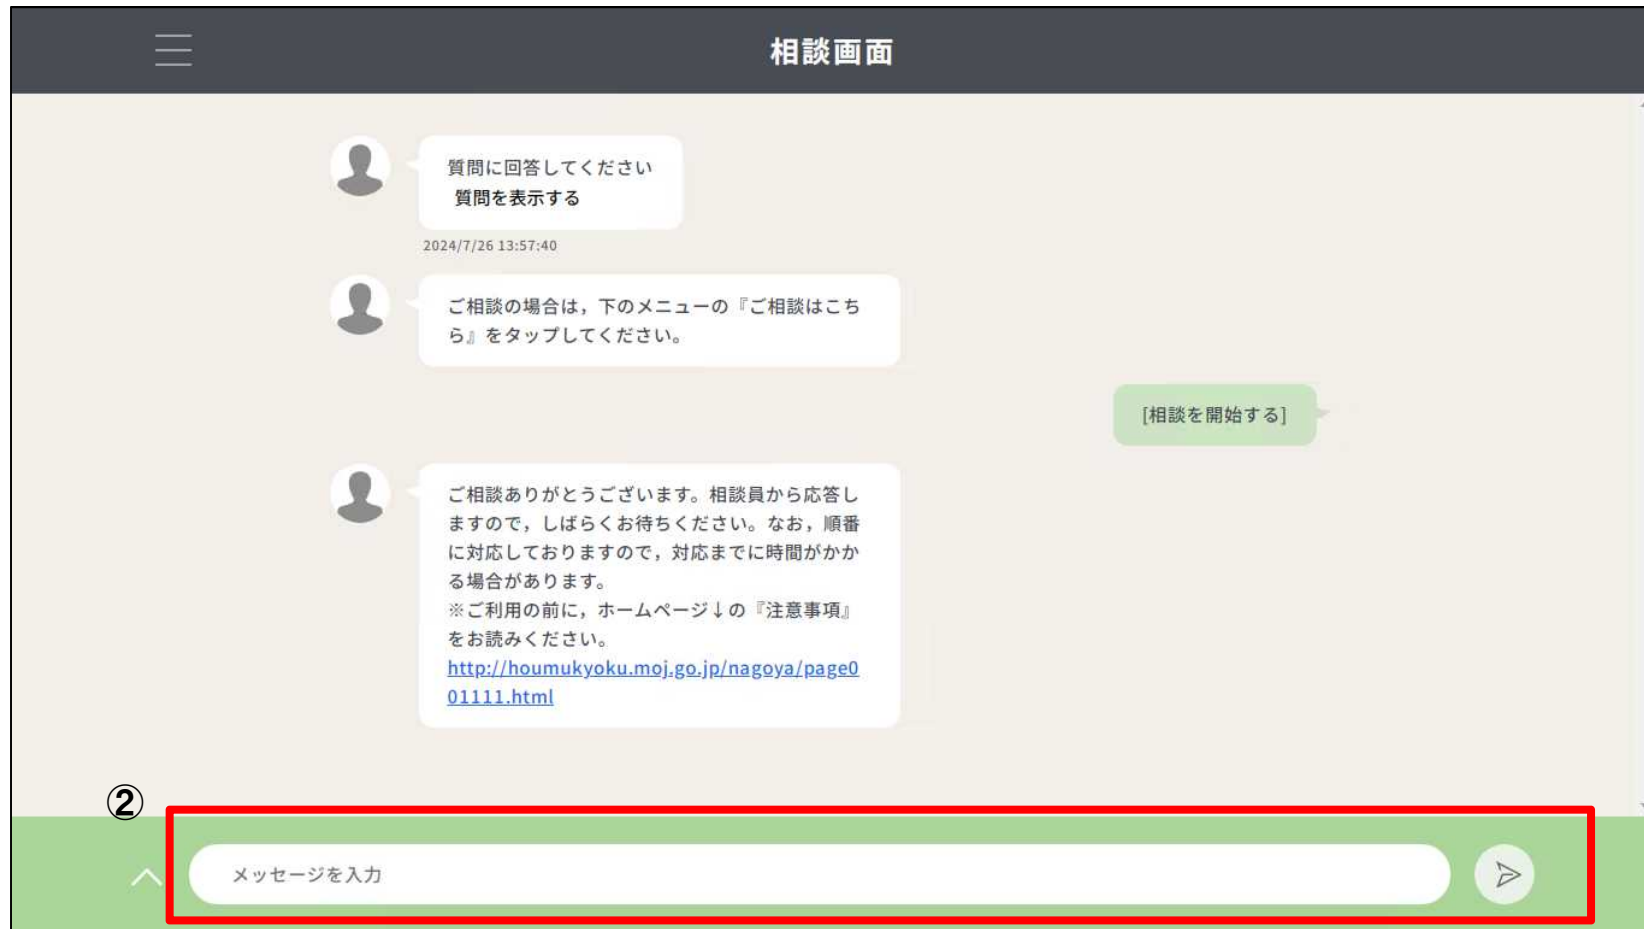 相談画面
質問に回答してください
質問を表示する
2024/7/26 13:57:40
ご相談の場合は，下のメニューの『ご相談はこち
ら』をタップしてください。
[相談を開始する]
ご相談ありがとうございます。相談員から応答し
ますので，しばらくお待ちください。なお，順番
に対応しておりますので，対応までに時間がかか
る場合があります。
※ご利用の前に，ホームページ↓の『注意事項』
をお読みください。
http://houmukyoku.moj.go.jp/nagoya/page0
01111.html
②
メッセージを入力